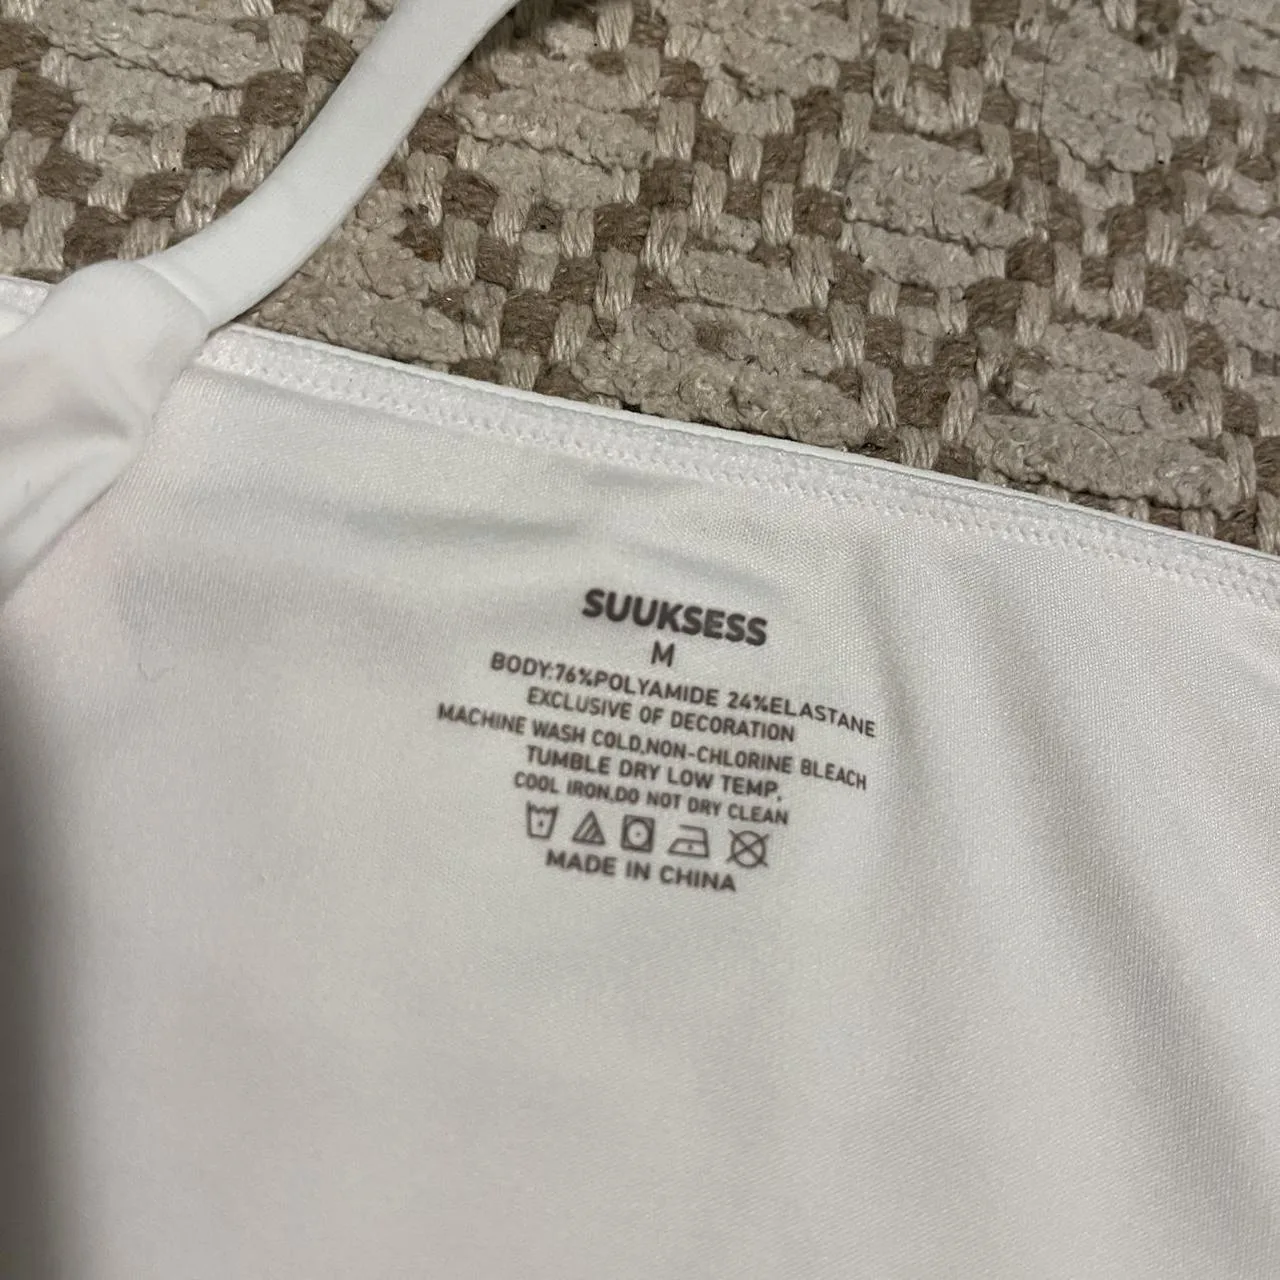 SUUKSESS
M
BODY:76%POLYAMIDE 24%ELASTANE
EXCLUSIVE OF DECORATION
MACHINE WASH COLD,NON-CHLORINE BLEACH
TUMBLE DRY LOW TEMP,
COOL IRON,DO NOT DRY CLEAN
MADE IN CHINA